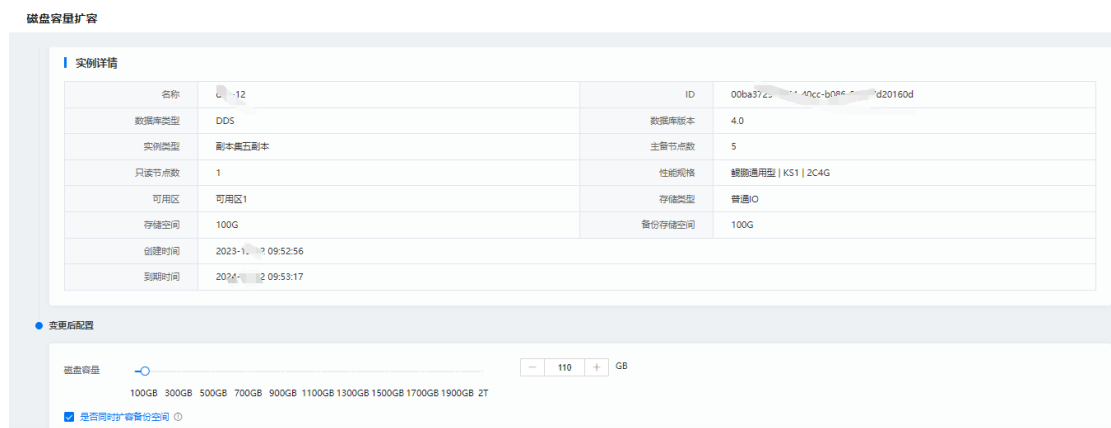 磁盘容量扩容
实例详情
名称 -12 ID 00ba3725 40cc-b086 d20160d
数据库类型 DDS 数据库版本 4.0
实例类型 副本集五副本 主备节点数 5
只读节点数 1 性能规格 鲲鹏通用型 | KS1 | 2C4G
可用区 可用区1 存储类型 普通IO
存储空间 100G 备份存储空间 100G
创建时间 2023-1 2 09:52:56
到期时间 2024- 2 09:53:17
变更后配置
磁盘容量 — 110 + GB
100GB 300GB 500GB 700GB 900GB 1100GB 1300GB 1500GB 1700GB 1900GB 2T
是否同时扩容备份空间